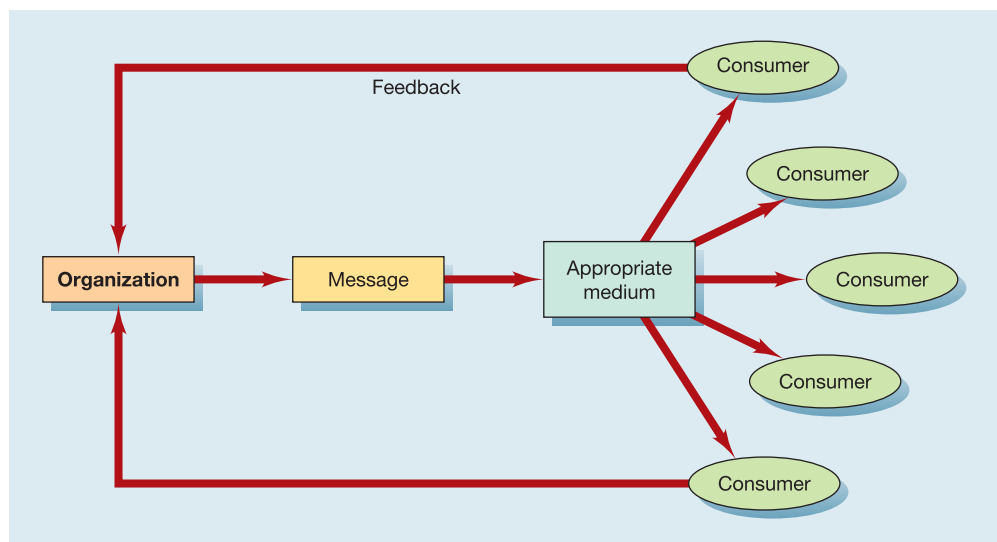 Consumer
Feedback
Consumer
Organization
Message
Appropriate
medium
Consumer
Consumer
Consumer